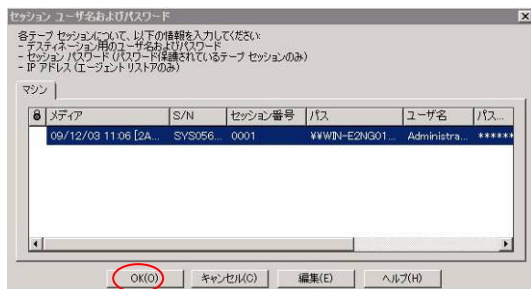 セッション ユーザ名およびパスワード
各テープ セッションについて、以下の情報を入力してください:
- デスティネーション用のユーザ名およびパスワード
- セッション パスワード (パスワード保護されているテープ セッションのみ)
- IP アドレス (エージェント リストアのみ)
マシン
メディア S/N セッション番号 パス ユーザ名 パス...
09/12/03 11:06 [2A... SYS056... 0001 ¥¥WIN-E2NG01... Administra... ******
OK(O) キャンセル(C) 編集(E) ヘルプ(H)